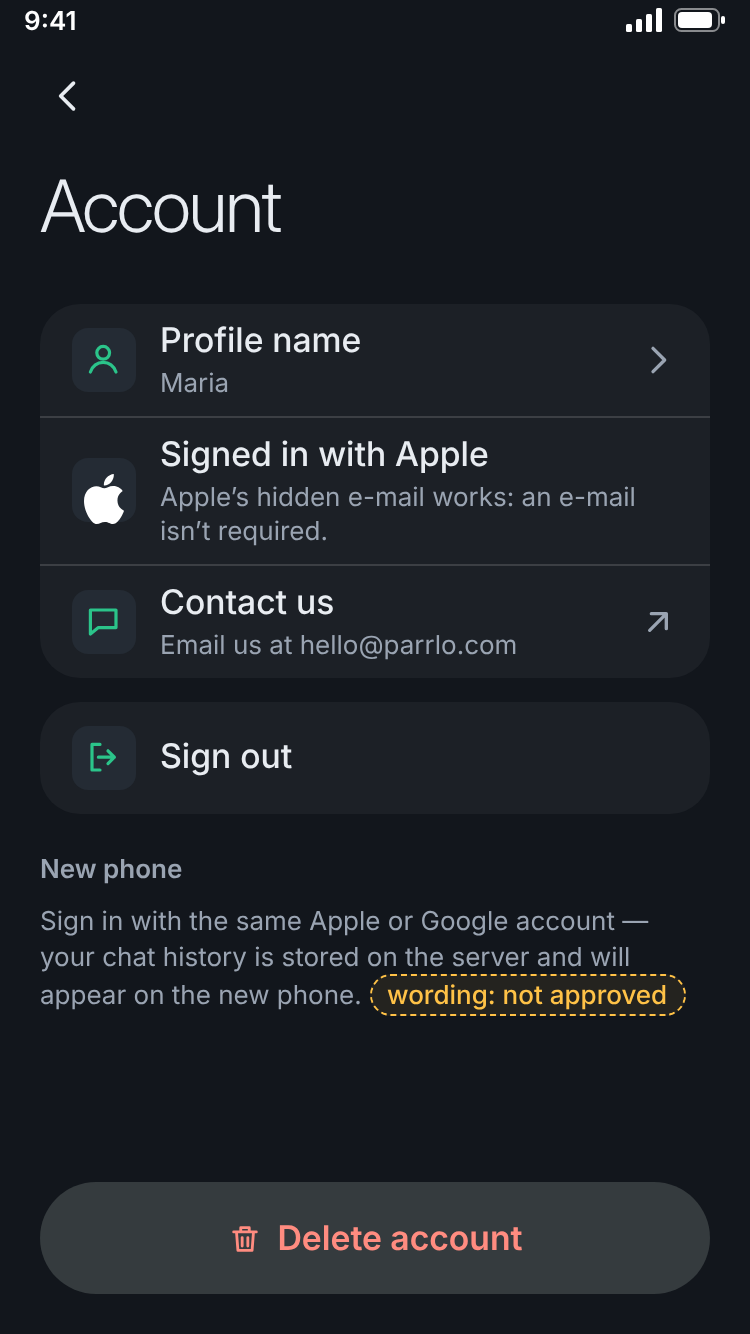 9:41
Account
Profile name
Maria
Signed in with Apple
Apple’s hidden e-mail works: an e-mail
isn’t required.
Contact us
Email us at hello@parrlo.com
Sign out
New phone
Sign in with the same Apple or Google account —
your chat history is stored on the server and will
appear on the new phone. wording: not approved
Delete account